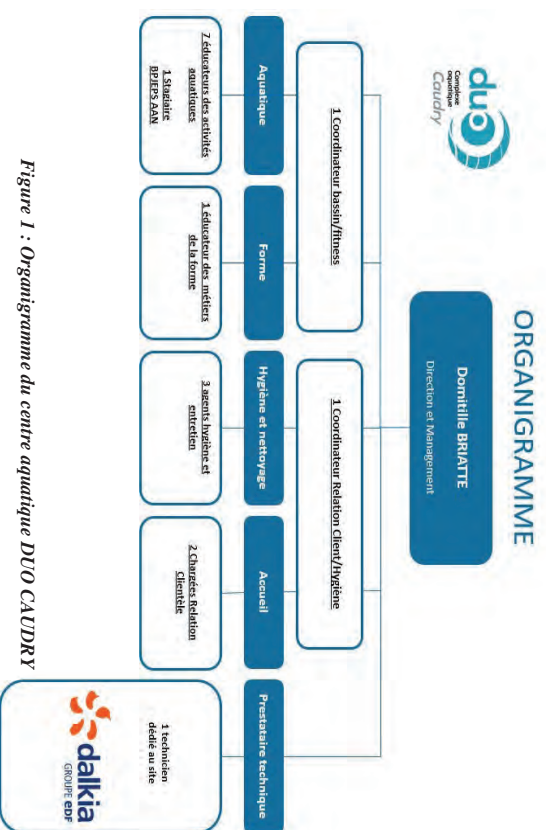 ORGANIGRAMME
duo
Complexe
aquatique
Caudry
Domitille BRIATTE
Direction et Management
1 Coordinateur bassin/fitness
1 Coordinateur Relation Client/Hygiène
Aquatique
Forme
Hygiène et nettoyage
Accueil
Prestataire technique
7 éducateurs des activités
aquatiques
1 Stagiaire
BPJEPS AAN
1 éducateur des métiers
de la forme
3 agents hygiène et
entretien
2 Chargées Relation
Clientèle
1 technicien
dédié au site
dalkia
GROUPE EDF
Figure 1 : Organigramme du centre aquatique DUO CAUDRY